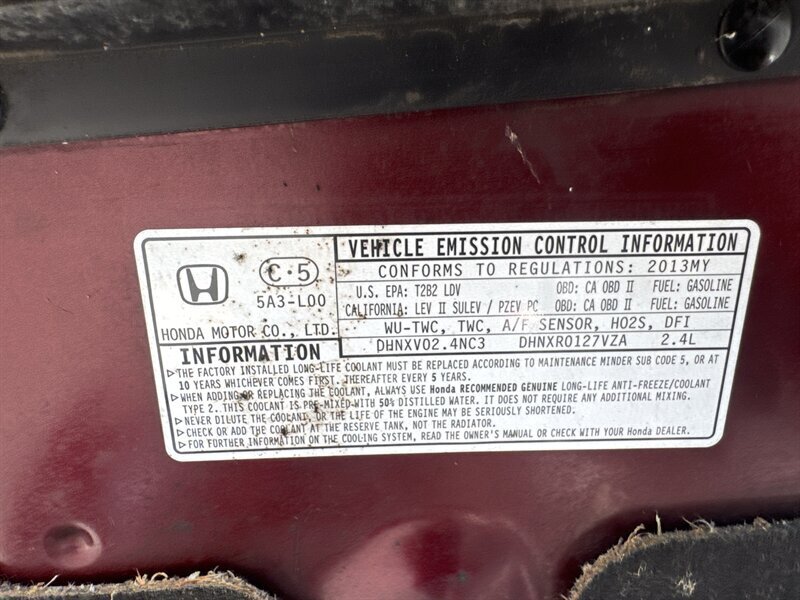 C·5
5A3-L00
HONDA MOTOR CO., LTD.
VEHICLE EMISSION CONTROL INFORMATION
CONFORMS TO REGULATIONS: 2013MY
U.S. EPA: T2B2 LDV OBD: CA OBD II FUEL: GASOLINE
CALIFORNIA: LEV II SULEV / PZEV PC OBD: CA OBD II FUEL: GASOLINE
WU-TWC, TWC, A/F SENSOR, HO2S, DFI
DHNXV02.4NC3 DHNXR0127VZA 2.4L
INFORMATION
▷THE FACTORY INSTALLED LONG-LIFE COOLANT MUST BE REPLACED ACCORDING TO MAINTENANCE MINDER SUB CODE 5, OR AT
10 YEARS WHICHEVER COMES FIRST. THEREAFTER EVERY 5 YEARS.
▷WHEN ADDING OR REPLACING THE COOLANT, ALWAYS USE Honda RECOMMENDED GENUINE LONG-LIFE ANTI-FREEZE/COOLANT
TYPE 2. THIS COOLANT IS PRE-MIXED WITH 50% DISTILLED WATER. IT DOES NOT REQUIRE ANY ADDITIONAL MIXING.
▷NEVER DILUTE THE COOLANT, OR THE LIFE OF THE ENGINE MAY BE SERIOUSLY SHORTENED.
▷CHECK OR ADD THE COOLANT AT THE RESERVE TANK, NOT THE RADIATOR.
▷FOR FURTHER INFORMATION ON THE COOLING SYSTEM, READ THE OWNER'S MANUAL OR CHECK WITH YOUR Honda DEALER.